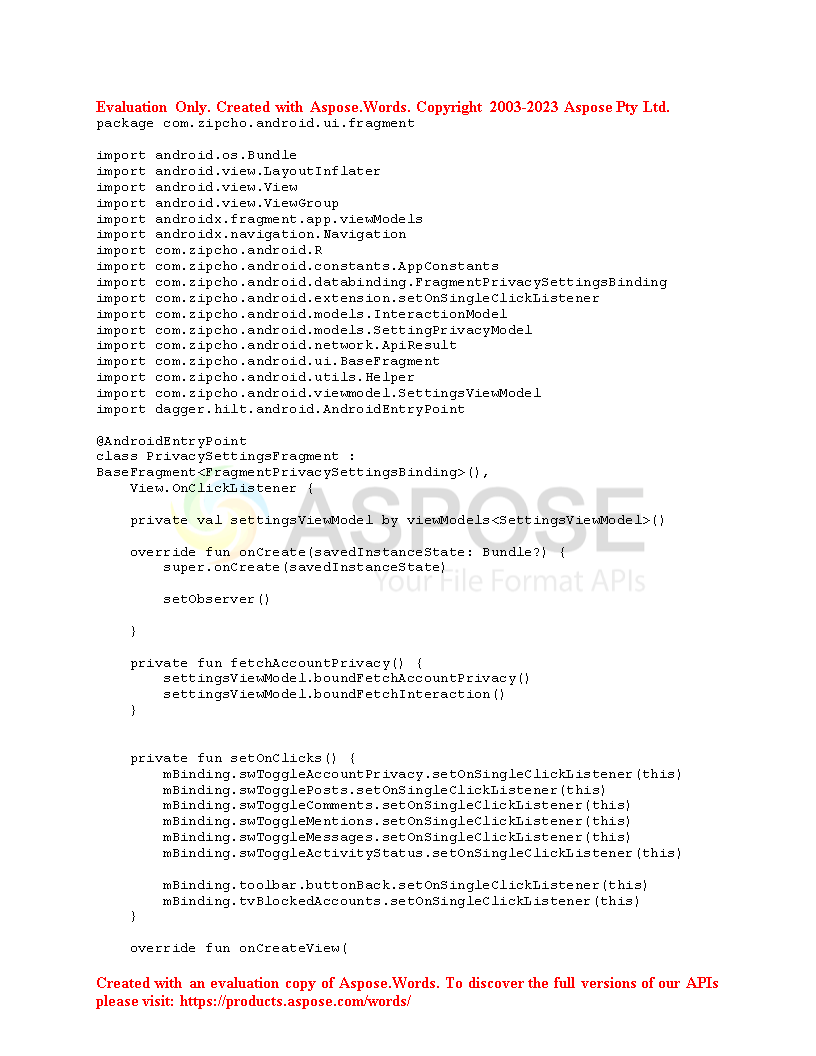 Evaluation Only. Created with Aspose.Words. Copyright 2003-2023 Aspose Pty Ltd.
package com.zipcho.android.ui.fragment

import android.os.Bundle
import android.view.LayoutInflater
import android.view.View
import android.view.ViewGroup
import androidx.fragment.app.viewModels
import androidx.navigation.Navigation
import com.zipcho.android.R
import com.zipcho.android.constants.AppConstants
import com.zipcho.android.databinding.FragmentPrivacySettingsBinding
import com.zipcho.android.extension.setOnSingleClickListener
import com.zipcho.android.models.InteractionModel
import com.zipcho.android.models.SettingPrivacyModel
import com.zipcho.android.network.ApiResult
import com.zipcho.android.ui.BaseFragment
import com.zipcho.android.utils.Helper
import com.zipcho.android.viewmodel.SettingsViewModel
import dagger.hilt.android.AndroidEntryPoint

@AndroidEntryPoint
class PrivacySettingsFragment :
BaseFragment<FragmentPrivacySettingsBinding>(),
    View.OnClickListener {
ASPOSE
    private val settingsViewModel by viewModels<SettingsViewModel>()

    override fun onCreate(savedInstanceState: Bundle?) {
        super.onCreate(savedInstanceState)
Your File Format APIs
        setObserver()

    }

    private fun fetchAccountPrivacy() {
        settingsViewModel.boundFetchAccountPrivacy()
        settingsViewModel.boundFetchInteraction()
    }


    private fun setOnClicks() {
        mBinding.swToggleAccountPrivacy.setOnSingleClickListener(this)
        mBinding.swTogglePosts.setOnSingleClickListener(this)
        mBinding.swToggleComments.setOnSingleClickListener(this)
        mBinding.swToggleMentions.setOnSingleClickListener(this)
        mBinding.swToggleMessages.setOnSingleClickListener(this)
        mBinding.swToggleActivityStatus.setOnSingleClickListener(this)

        mBinding.toolbar.buttonBack.setOnSingleClickListener(this)
        mBinding.tvBlockedAccounts.setOnSingleClickListener(this)
    }

    override fun onCreateView(
Created with an evaluation copy of Aspose.Words. To discover the full versions of our APIs
please visit: https://products.aspose.com/words/